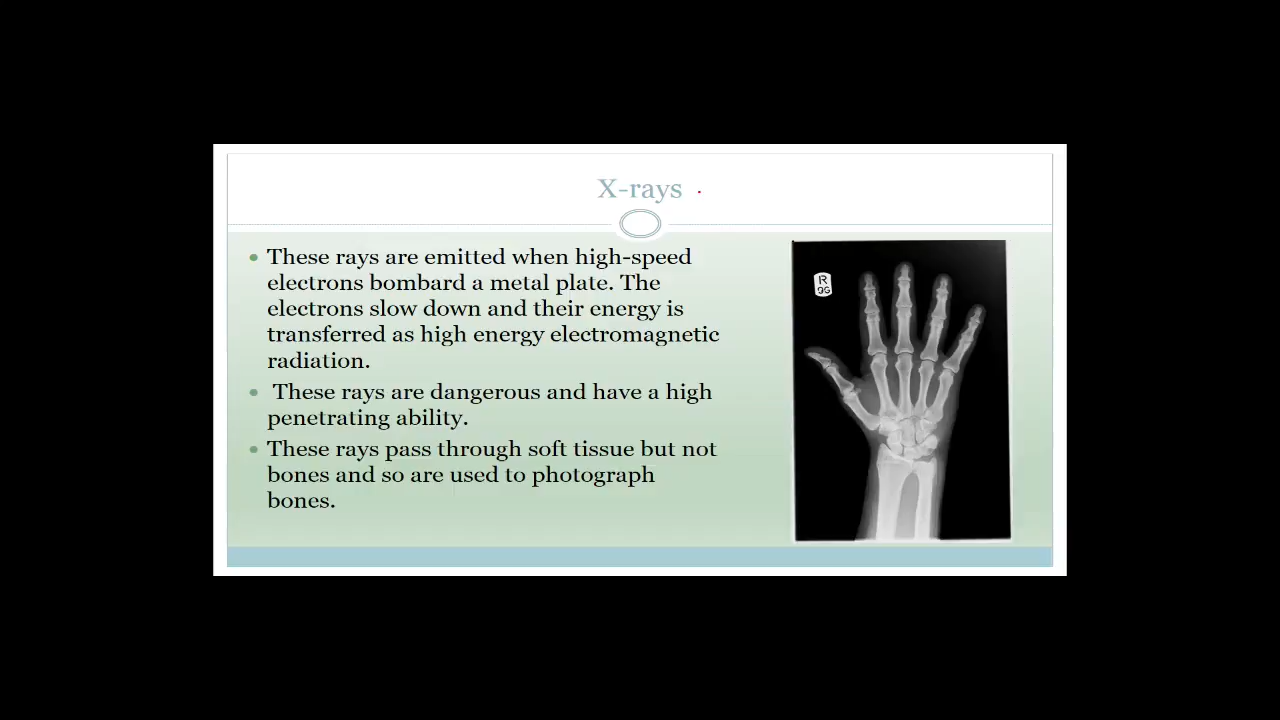 X-rays
These rays are emitted when high-speed
electrons bombard a metal plate. The
electrons slow down and their energy is
transferred as high energy electromagnetic
radiation.
These rays are dangerous and have a high
penetrating ability.
These rays pass through soft tissue but not
bones and so are used to photograph
bones.
R